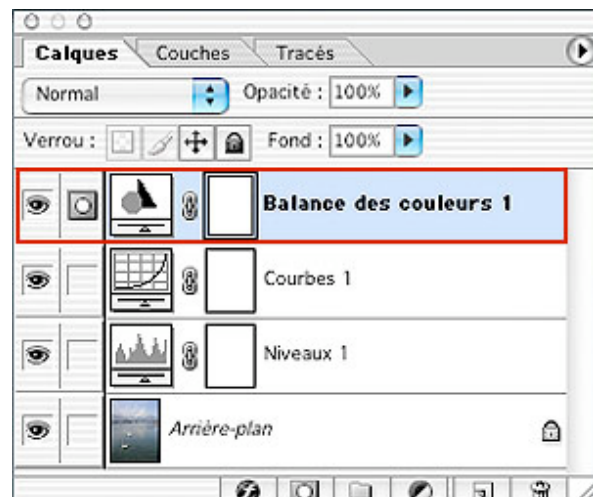 Calques Couches Tracés
Normal Opacité : 100%
Verrou : Fond : 100%
Balance des couleurs 1
Courbes 1
Niveaux 1
Arrière-plan